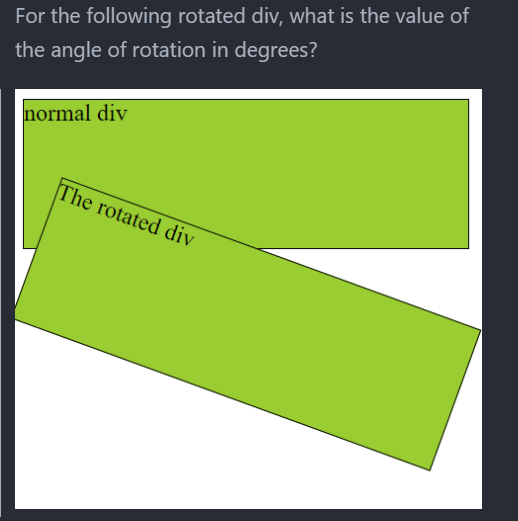 For the following rotated div, what is the value of
the angle of rotation in degrees?
normal div
The rotated div